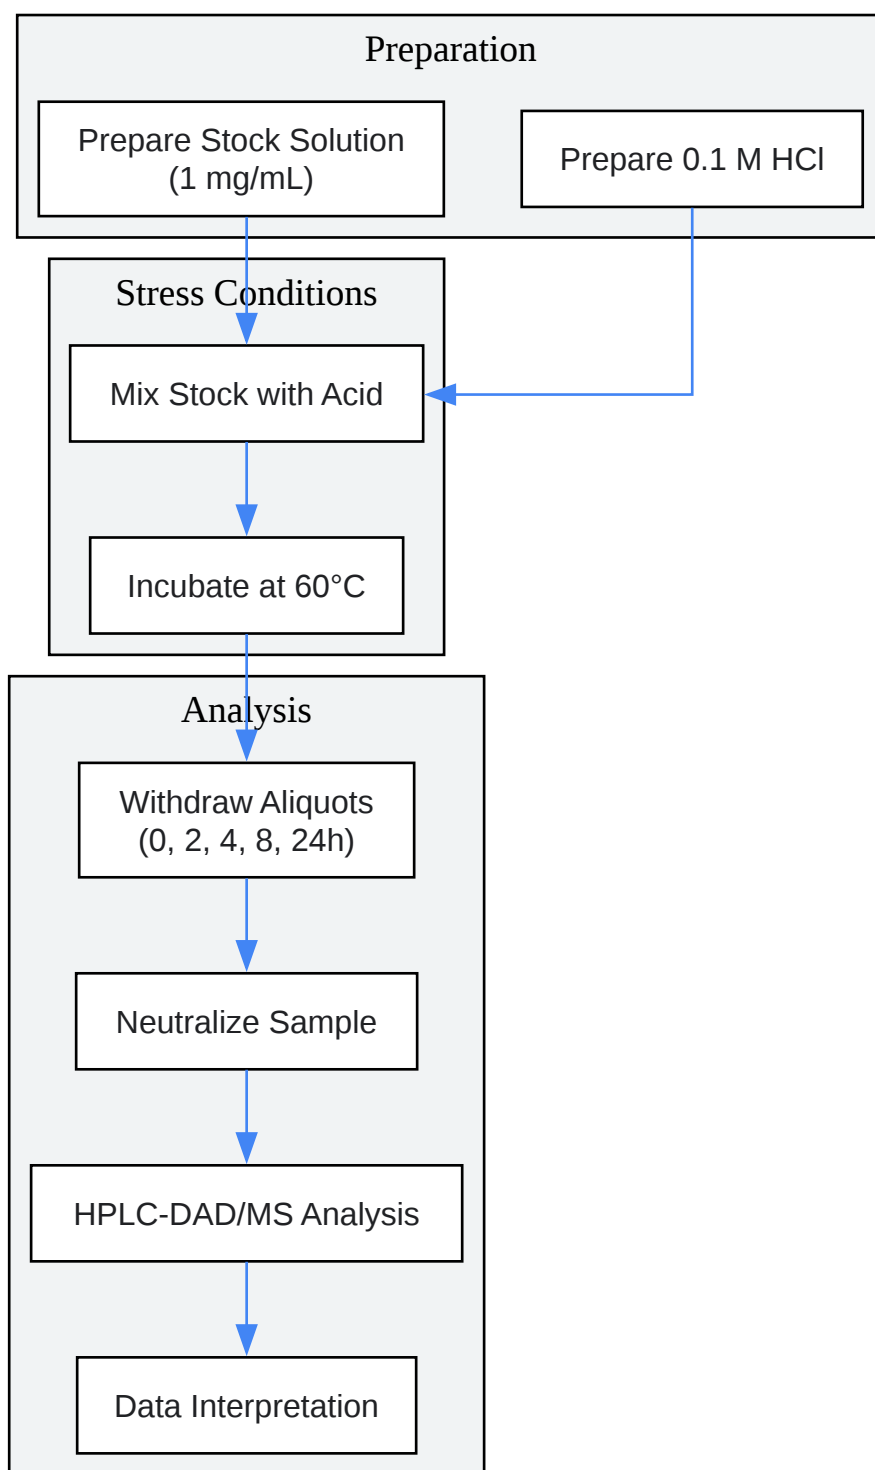 Preparation
Prepare Stock Solution
(1 mg/mL)
Prepare 0.1 M HCl
Stress Conditions
Mix Stock with Acid
Incubate at 60°C
Analysis
Withdraw Aliquots
(0, 2, 4, 8, 24h)
Neutralize Sample
HPLC-DAD/MS Analysis
Data Interpretation